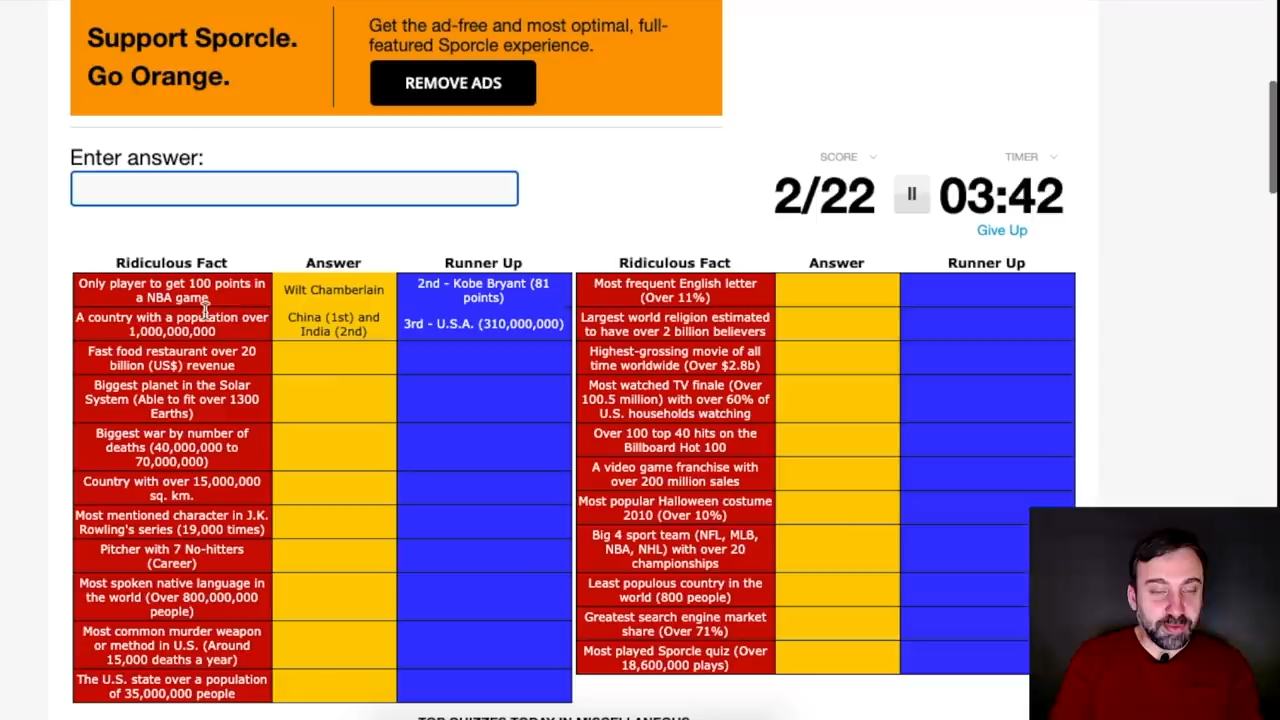 Support Sporcle.
Go Orange.
Get the ad-free and most optimal, full-
featured Sporcle experience.
REMOVE ADS
Enter answer:
SCORE
TIMER
2/22
03:42
Give Up
Ridiculous Fact
Answer
Runner Up
Only player to get 100 points in
a NBA game
Wilt Chamberlain
2nd - Kobe Bryant (81
points)
A country with a population over
1,000,000,000
China (1st) and
India (2nd)
3rd - U.S.A. (310,000,000)
Fast food restaurant over 20
billion (US$) revenue
Biggest planet in the Solar
System (Able to fit over 1300
Earths)
Biggest war by number of
deaths (40,000,000 to
70,000,000)
Country with over 15,000,000
sq. km.
Most mentioned character in J.K.
Rowling's series (19,000 times)
Pitcher with 7 No-hitters
(Career)
Most spoken native language in
the world (Over 800,000,000
people)
Most common murder weapon
or method in U.S. (Around
15,000 deaths a year)
The U.S. state over a population
of 35,000,000 people
Ridiculous Fact
Answer
Runner Up
Most frequent English letter
(Over 11%)
Largest world religion estimated
to have over 2 billion believers
Highest-grossing movie of all
time worldwide (Over $2.8b)
Most watched TV finale (Over
100.5 million) with over 60% of
U.S. households watching
Over 100 top 40 hits on the
Billboard Hot 100
A video game franchise with
over 200 million sales
Most popular Halloween costume
2010 (Over 10%)
Big 4 sport team (NFL, MLB,
NBA, NHL) with over 20
championships
Least populous country in the
world (800 people)
Greatest search engine market
share (Over 71%)
Most played Sporcle quiz (Over
18,600,000 plays)
TOP QUIZZES TODAY IN MISCELLANEOUS